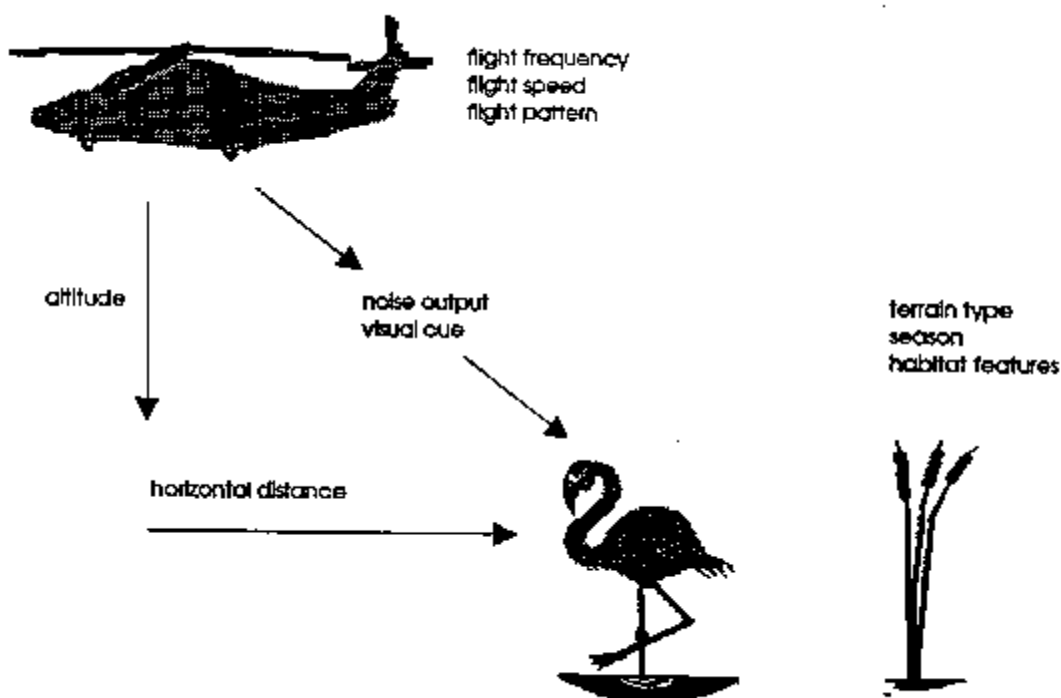 flight frequency
flight speed
flight pattern
altitude
noise output
visual cue
terrain type
season
habitat features
horizontal distance